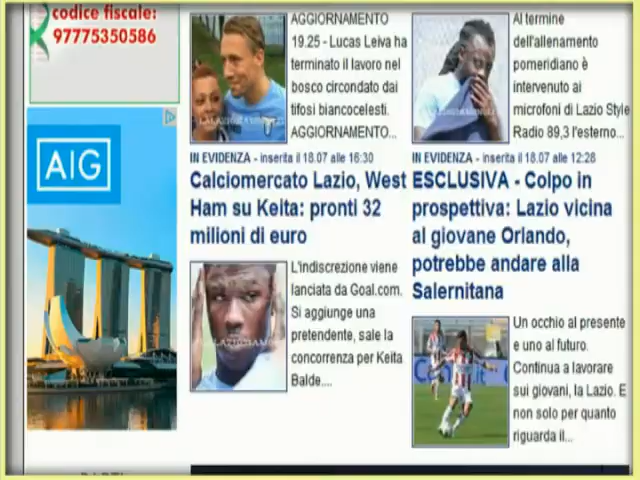 codice fiscale:
97775350586
AIG
AGGIORNAMENTO
19.25 - Lucas Leiva ha
terminato il lavoro nel
bosco circondato dai
tifosi biancocelesti.
AGGIORNAMENTO...
IN EVIDENZA - inserita il 18.07 alle 16:30
Calciomercato Lazio, West
Ham su Keita: pronti 32
milioni di euro
L'indiscrezione viene
lanciata da Goal.com.
Si aggiunge una
pretendente, sale la
concorrenza per Keita
Balde....
Al termine
dell'allenamento
pomeridiano è
intervenuto ai
microfoni di Lazio Style
Radio 89,3 l'esterno...
IN EVIDENZA - inserita il 18.07 alle 12:28
ESCLUSIVA - Colpo in
prospettiva: Lazio vicina
al giovane Orlando,
potrebbe andare alla
Salernitana
Un occhio al presente
e uno al futuro.
Continua a lavorare
sui giovani, la Lazio. E
non solo per quanto
riguarda il...